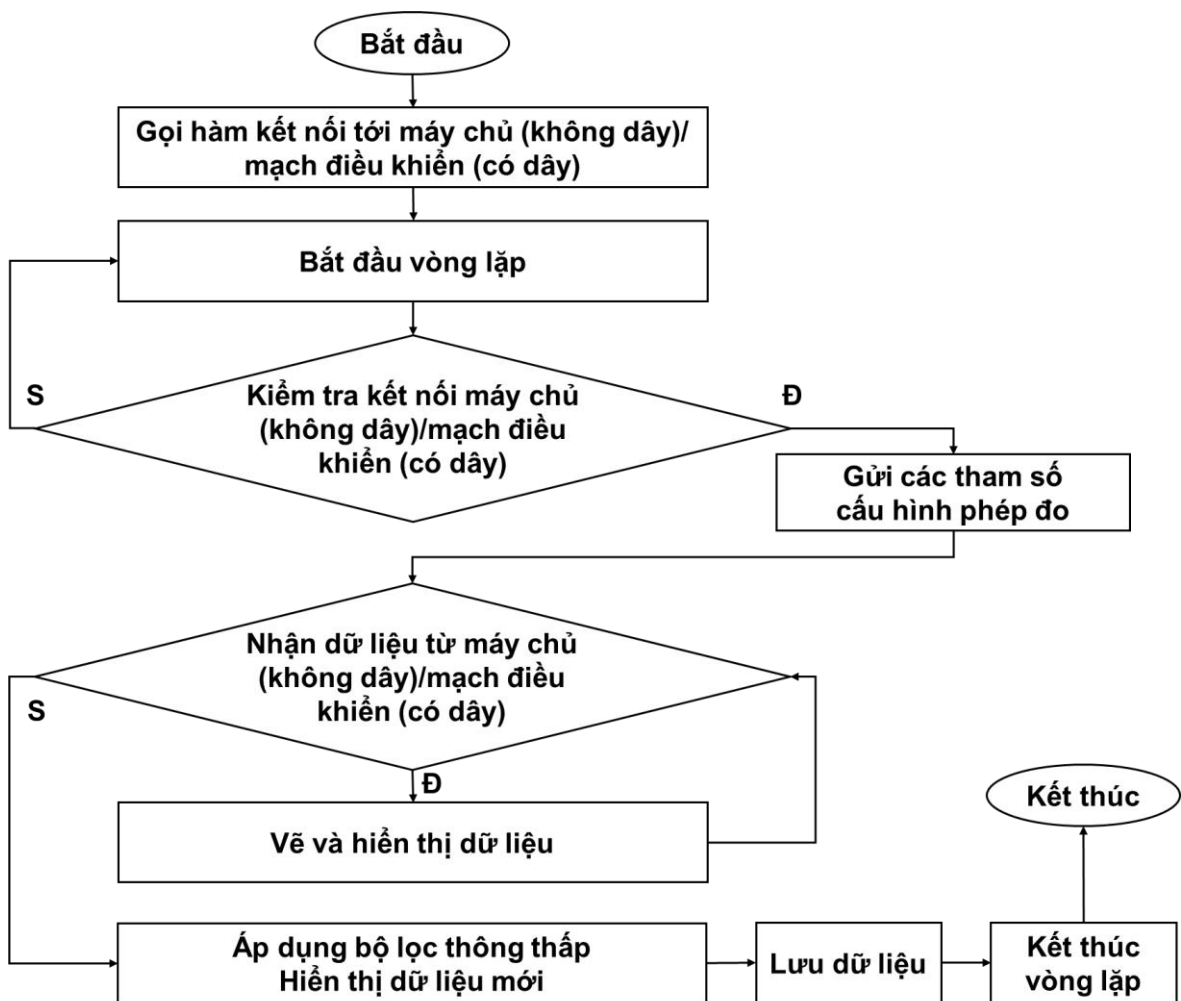 Bắt đầu
Gọi hàm kết nối tới máy chủ (không dây)/
mạch điều khiển (có dây)
Bắt đầu vòng lặp
S
Kiểm tra kết nối máy chủ
(không dây)/mạch điều
khiển (có dây)
Đ
Gửi các tham số
cấu hình phép đo
Nhận dữ liệu từ máy chủ
(không dây)/mạch điều
khiển (có dây)
S
Đ
Vẽ và hiển thị dữ liệu
Kết thúc
Áp dụng bộ lọc thông thấp
Hiển thị dữ liệu mới
Lưu dữ liệu
Kết thúc
vòng lặp